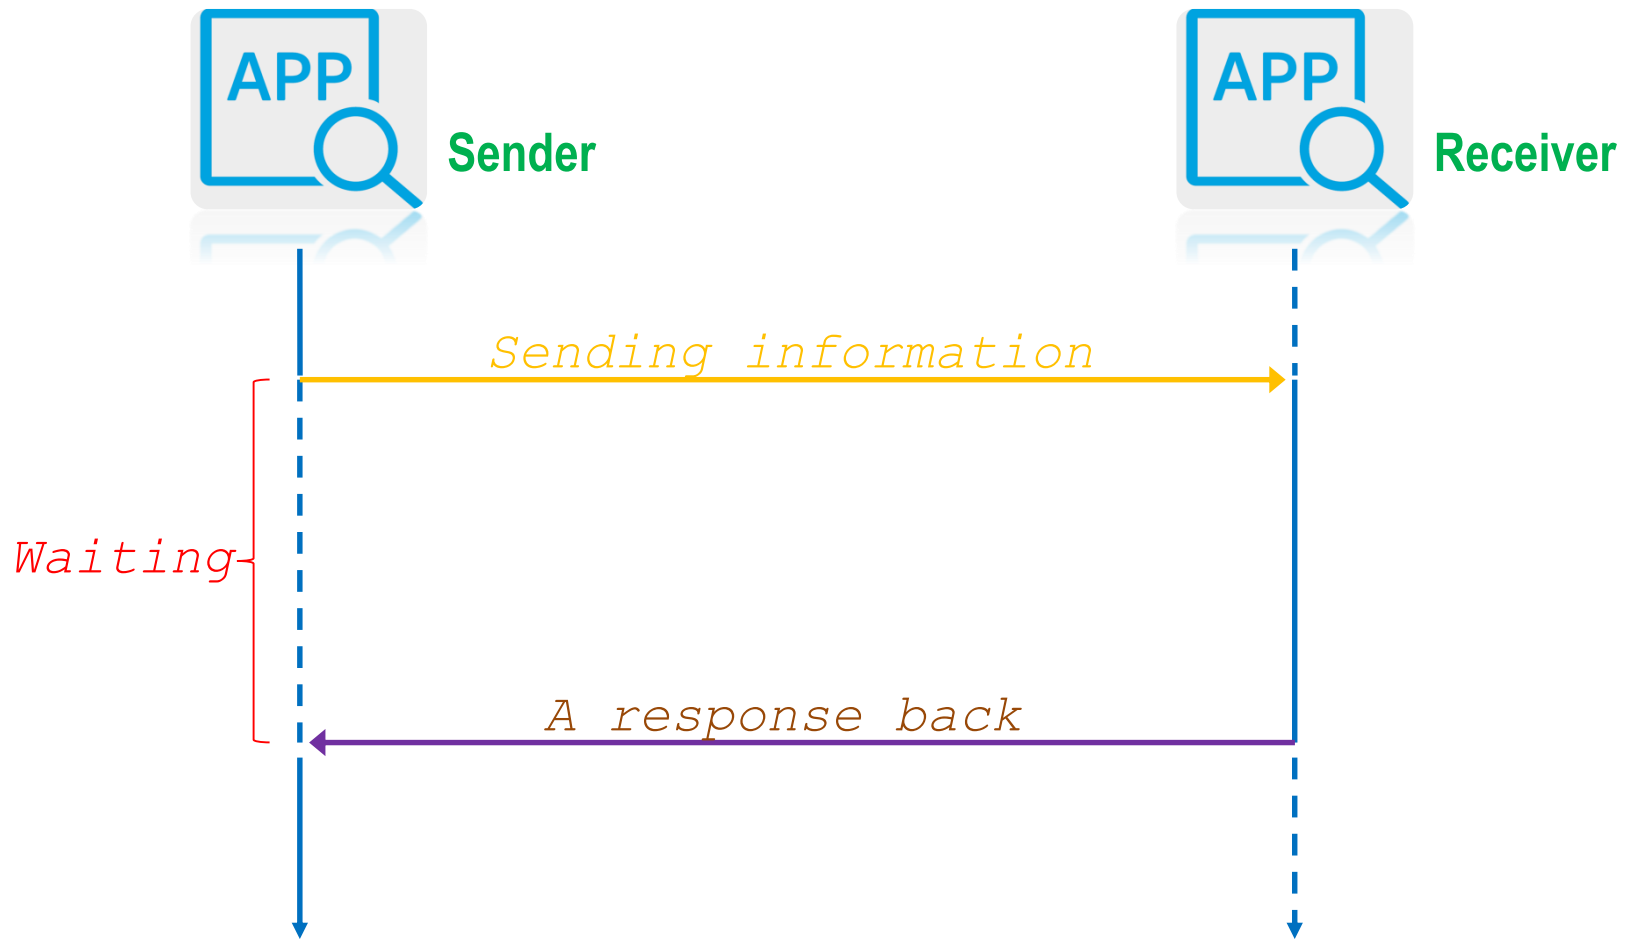 APP
Sender
APP
Receiver
Sending information
Waiting
A response back